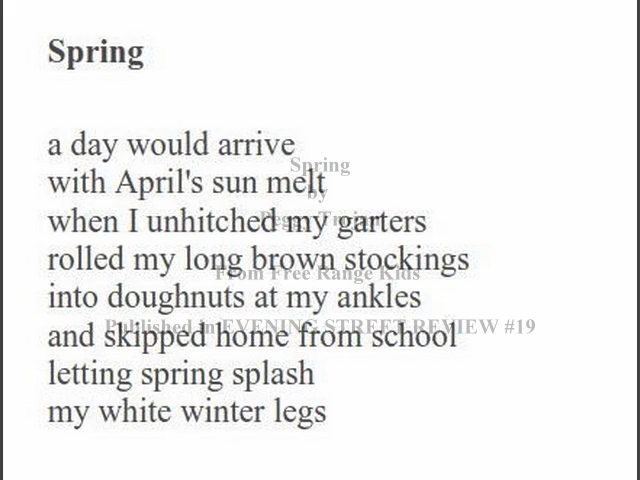 Spring
a day would arrive
Spring
with April's sun melt
by
when I unhitched my garters
Peggy
rolled my long brown stockings
From Free Range Kids
into doughnuts at my ankles
Published in EVENING STREET REVIEW #19
and skipped home from school
letting spring splash
my white winter legs